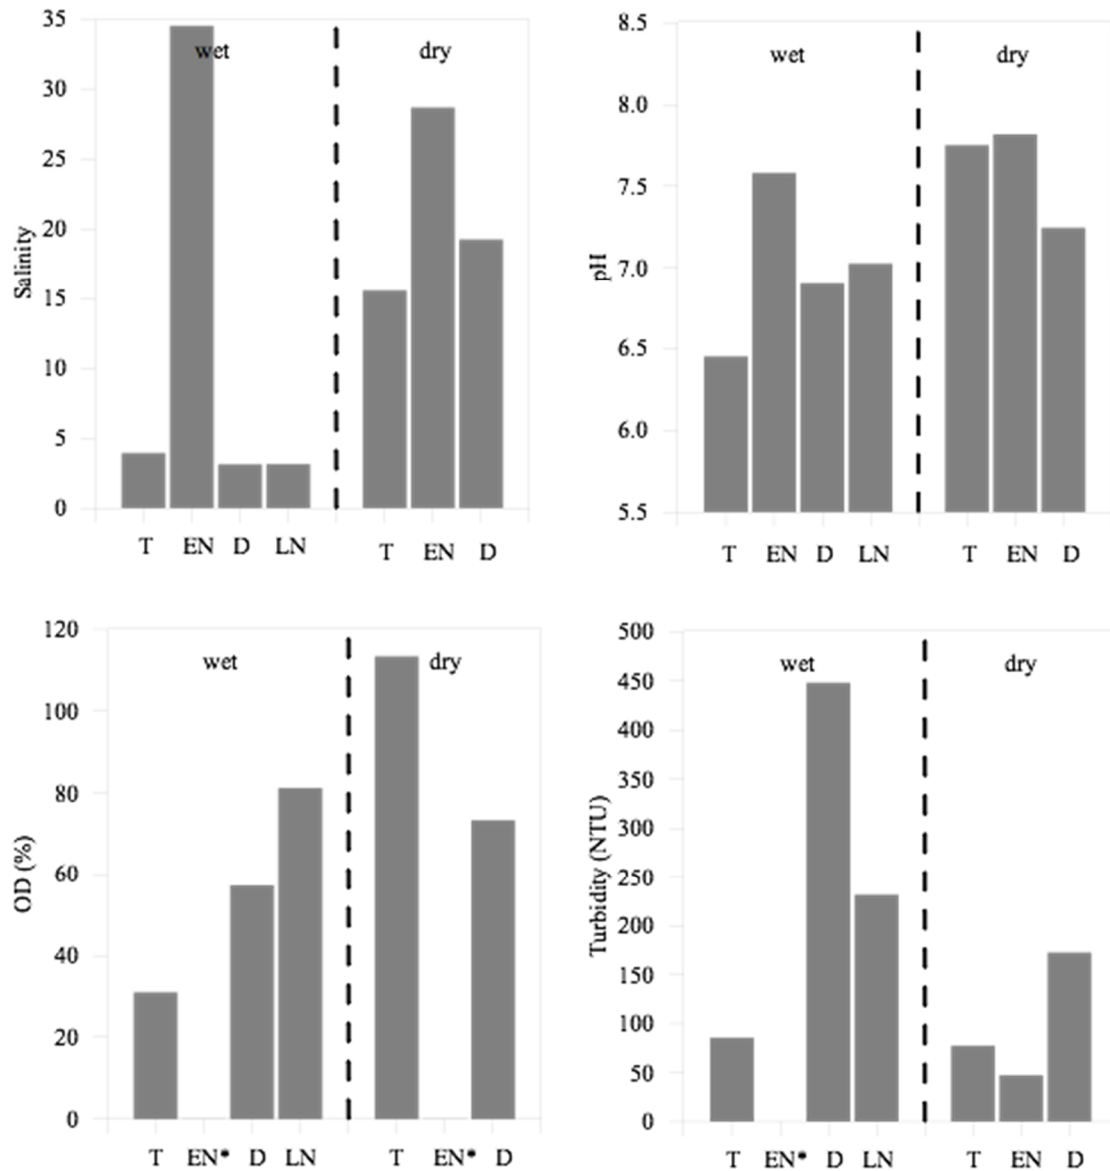 35
30
25
20
15
10
5
0
Salinity
wet
dry
T EN D LN T EN D
8.5
8.0
7.5
7.0
6.5
6.0
5.5
pH
wet
dry
T EN D LN T EN D
120
100
80
60
40
20
0
OD (%)
wet
dry
T EN* D LN T EN* D
500
450
400
350
300
250
200
150
100
50
0
Turbidity (NTU)
wet
dry
T EN* D LN T EN D